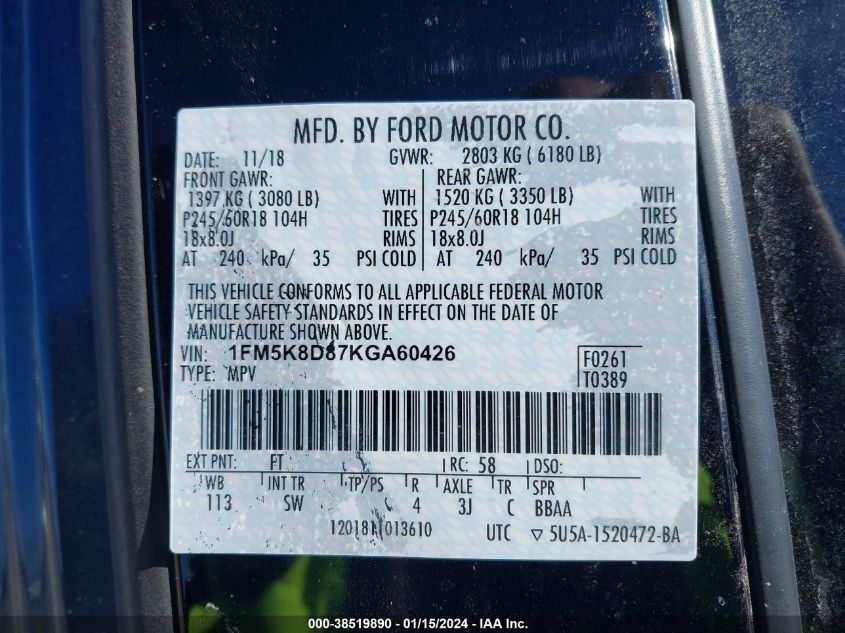 MFD. BY FORD MOTOR CO.
DATE: 11/18 GVWR: 2803 KG ( 6180 LB)
FRONT GAWR: REAR GAWR:
1397 KG ( 3080 LB) WITH 1520 KG ( 3350 LB) WITH
P245/60R18 104H TIRES P245/60R18 104H TIRES
18x8.0J RIMS 18x8.0J RIMS
AT 240 kPa/ 35 PSI COLD AT 240 kPa/ 35 PSI COLD
THIS VEHICLE CONFORMS TO ALL APPLICABLE FEDERAL MOTOR
VEHICLE SAFETY STANDARDS IN EFFECT ON THE DATE OF
MANUFACTURE SHOWN ABOVE.
VIN: 1FM5K8D87KGA60426 F0261
TYPE: MPV T0389
EXT PNT: FT RC: 58 DSO:
WB INT TR TP/PS R AXLE TR SPR
113 SW 4 3J C BBAA
UTC ▽ 5U5A-1520472-BA
000-38519890 - 01/15/2024 - IAA Inc.